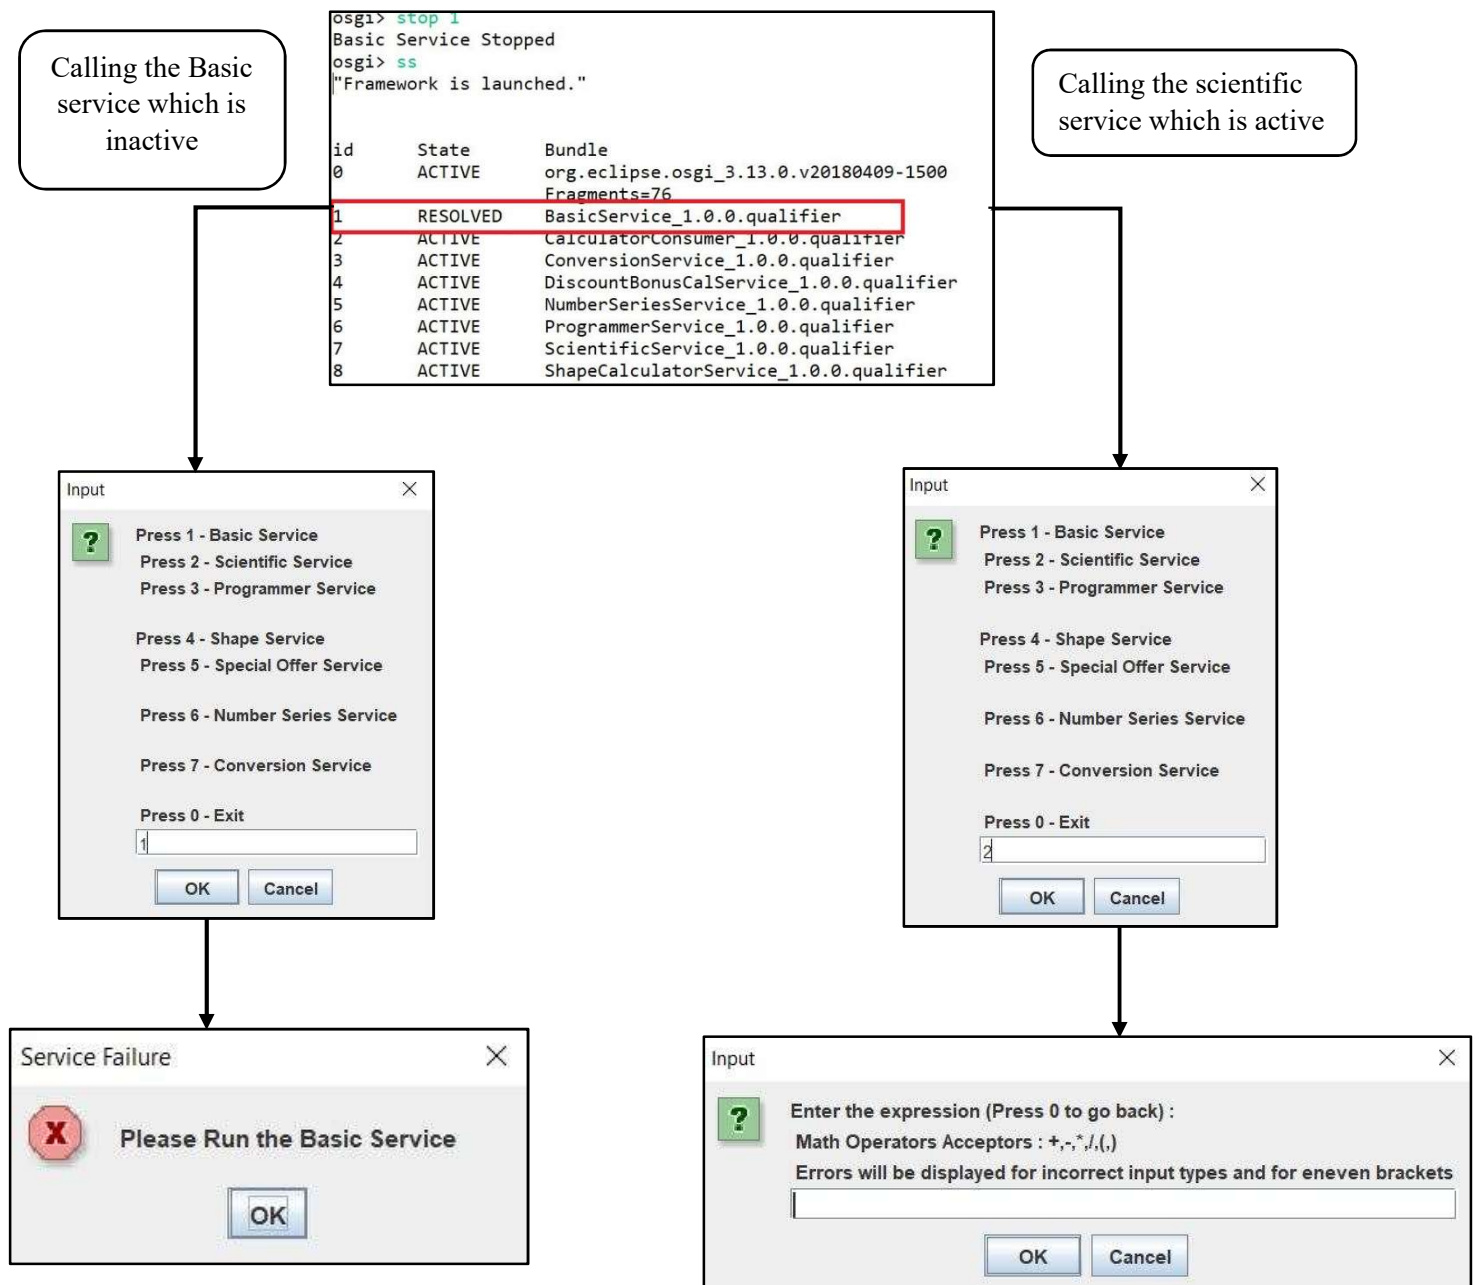 osgi> stop 1
Basic Service Stopped
osgi> ss
"Framework is launched."
id State Bundle
0 ACTIVE org.eclipse.osgi_3.13.0.v20180409-1500
Fragments=76
1 RESOLVED BasicService_1.0.0.qualifier
2 ACTIVE CalculatorConsumer_1.0.0.qualifier
3 ACTIVE ConversionService_1.0.0.qualifier
4 ACTIVE DiscountBonusCalService_1.0.0.qualifier
5 ACTIVE NumberSeriesService_1.0.0.qualifier
6 ACTIVE ProgrammerService_1.0.0.qualifier
7 ACTIVE ScientificService_1.0.0.qualifier
8 ACTIVE ShapeCalculatorService_1.0.0.qualifier
Calling the Basic
service which is
inactive
Calling the scientific
service which is active
Input
Press 1 - Basic Service
Press 2 - Scientific Service
Press 3 - Programmer Service
Press 4 - Shape Service
Press 5 - Special Offer Service
Press 6 - Number Series Service
Press 7 - Conversion Service
Press 0 - Exit
1
OK Cancel
Input
Press 1 - Basic Service
Press 2 - Scientific Service
Press 3 - Programmer Service
Press 4 - Shape Service
Press 5 - Special Offer Service
Press 6 - Number Series Service
Press 7 - Conversion Service
Press 0 - Exit
2
OK Cancel
Service Failure
X
Please Run the Basic Service
OK
Input
Enter the expression (Press 0 to go back) :
Math Operators Acceptors : +,-,*,/,(,)
Errors will be displayed for incorrect input types and for eneven brackets
OK Cancel